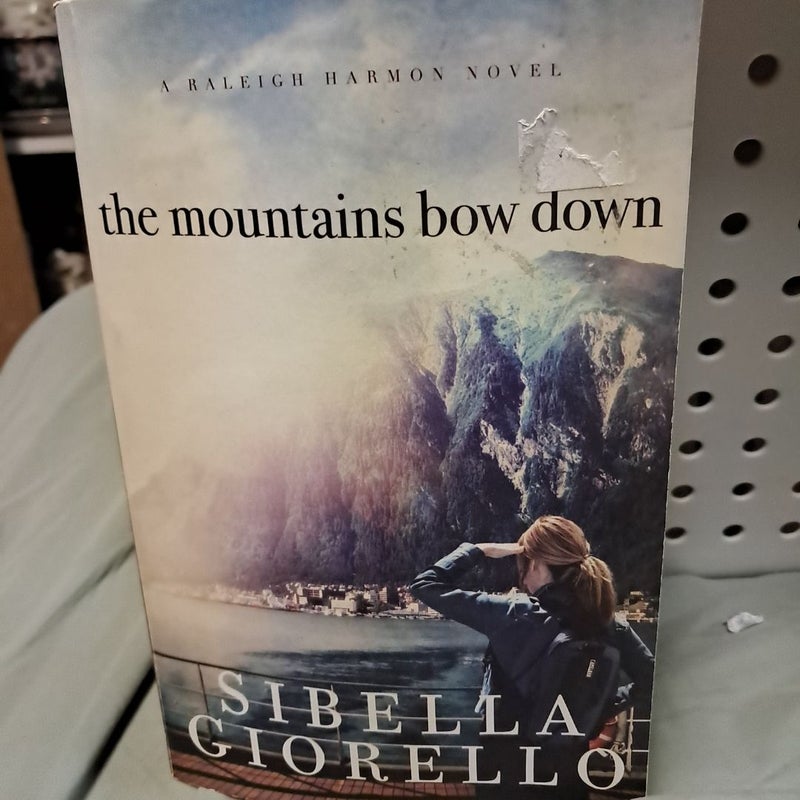 A RALEIGH HARMON NOVEL
the mountains bow down
SIBELLA
GIORELLO